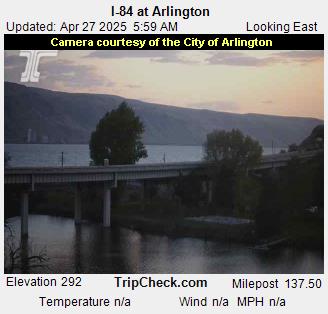 I-84 at Arlington
Updated: Apr 27 2025 5:59 AM Looking East
Camera courtesy of the City of Arlington
Elevation 292 TripCheck.com Milepost 137.50
Temperature n/a Wind n/a MPH n/a